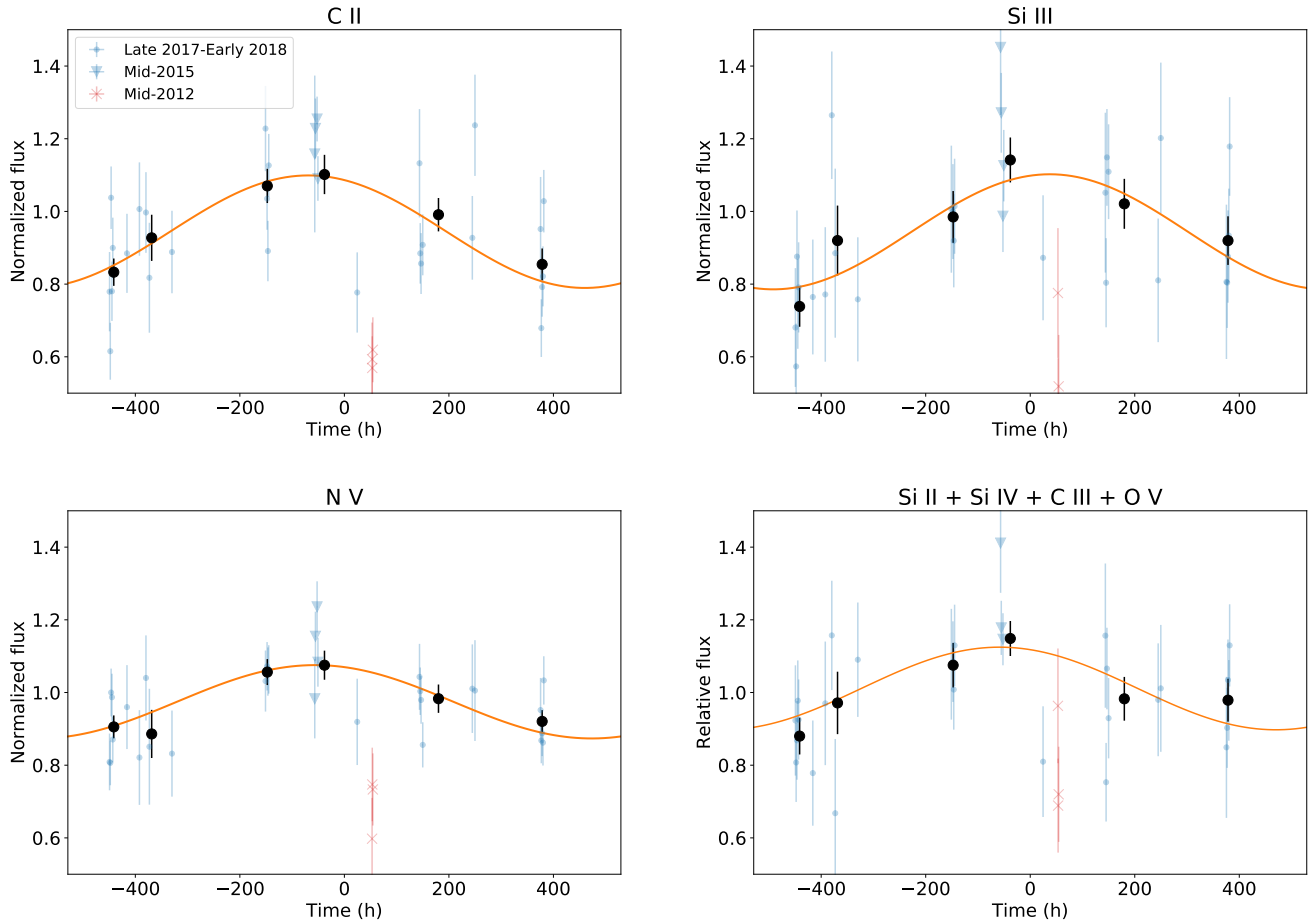 C II
Late 2017-Early 2018
Mid-2015
Mid-2012
Normalized flux
1.4
1.2
1.0
0.8
0.6
−400 −200 0 200 400
Time (h)
Si III
Normalized flux
1.4
1.2
1.0
0.8
0.6
−400 −200 0 200 400
Time (h)
N V
Normalized flux
1.4
1.2
1.0
0.8
0.6
−400 −200 0 200 400
Time (h)
Si II + Si IV + C III + O V
Relative flux
1.4
1.2
1.0
0.8
0.6
−400 −200 0 200 400
Time (h)